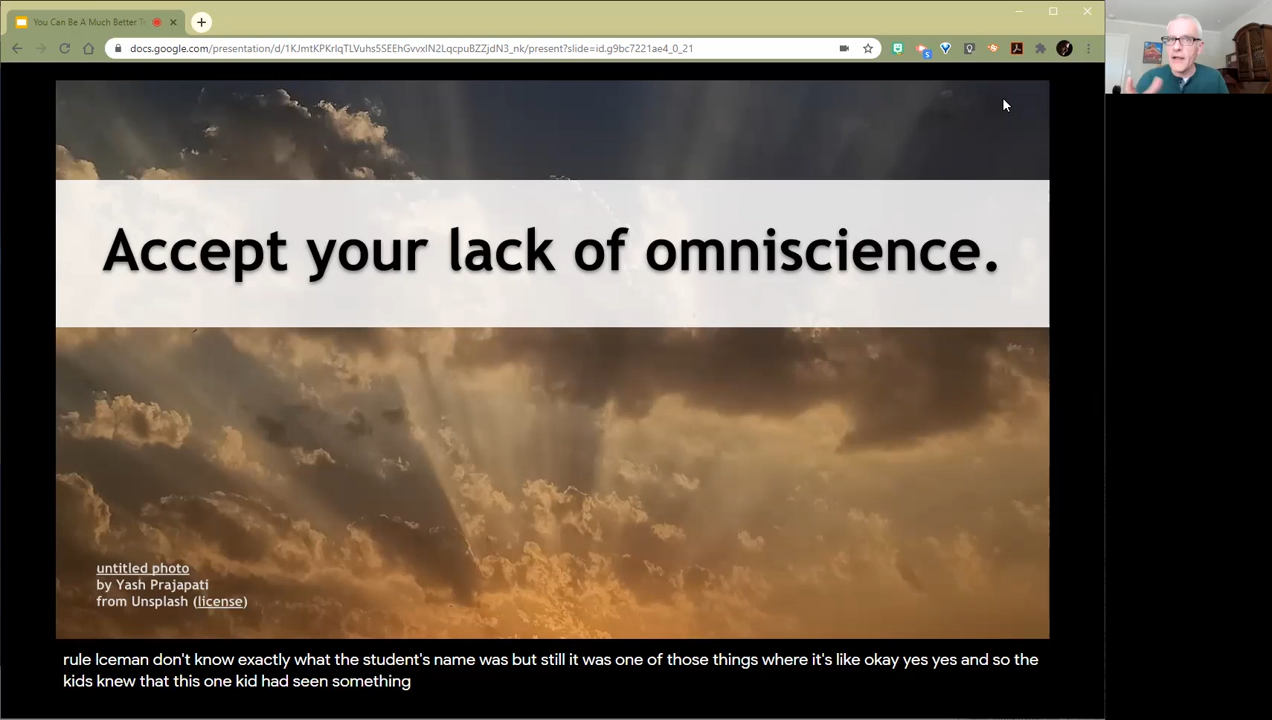 You Can Be A Much Better T
docs.google.com/presentation/d/1KJmtKPKrlqTLVuhs5SEEhGvvxlN2LqcpuBZZjdN3_nk/present?slide=id.g9bc7221ae4_0_21
5
Accept your lack of omniscience.
untitled photo
by Yash Prajapati
from Unsplash (license)
rule Iceman don't know exactly what the student's name was but still it was one of those things where it's like okay yes yes and so the
kids knew that this one kid had seen something